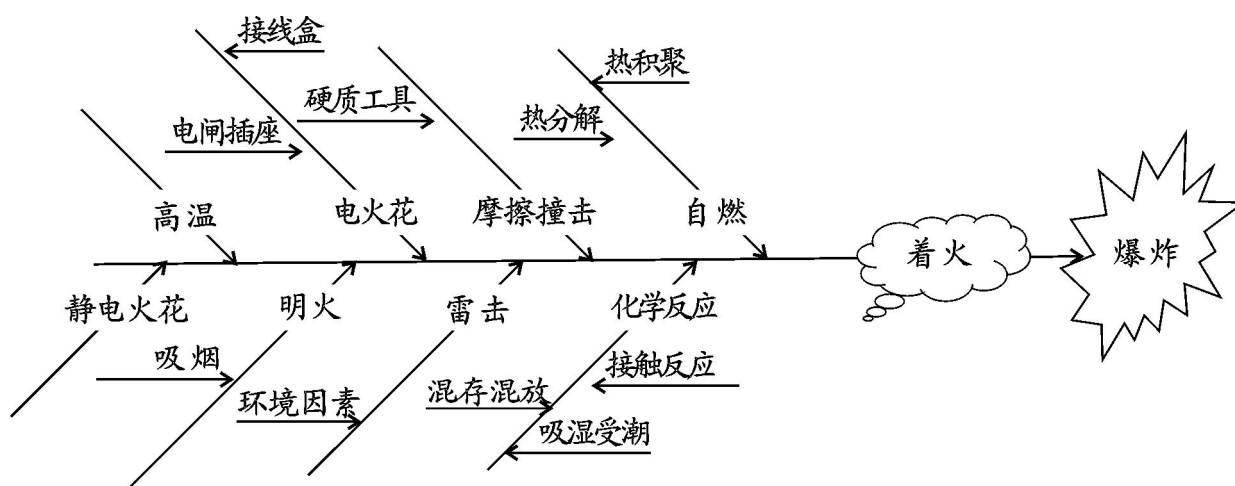 接线盒
热积聚
硬质工具
热分解
电闸插座
高温
电火花
摩擦撞击
自燃
着火
爆炸
静电火花
明火
雷击
化学反应
吸烟
接触反应
环境因素
混存混放
吸湿受潮